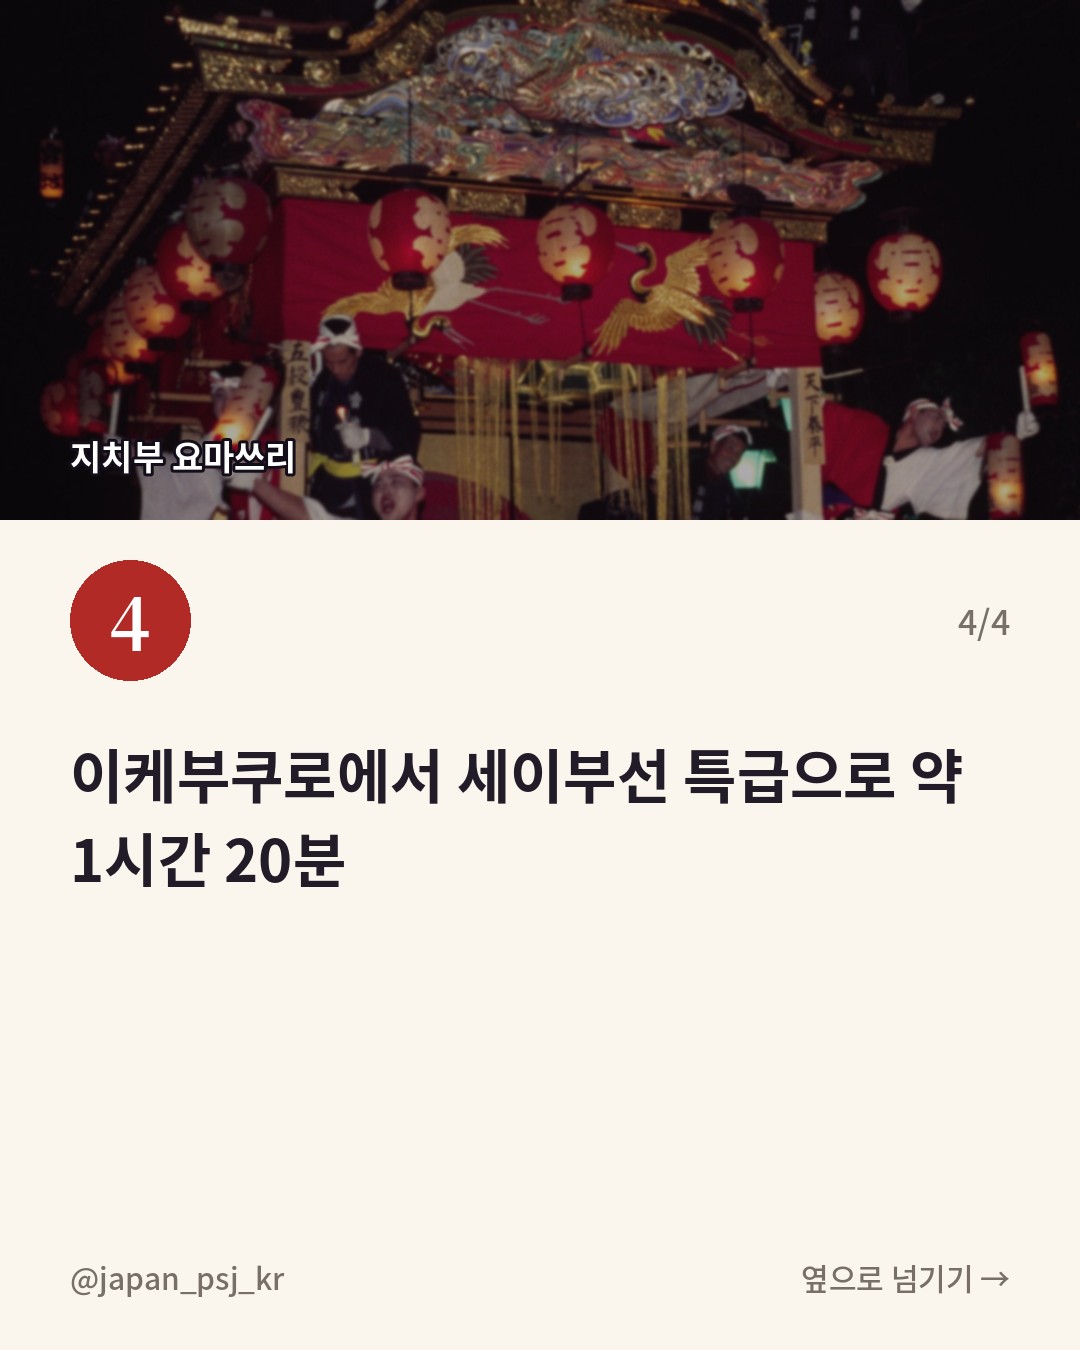 지치부 요마쓰리
4
4/4
이케부쿠로에서 세이부선 특급으로 약
1시간 20분
@japan_psj_kr
옆으로 넘기기 →